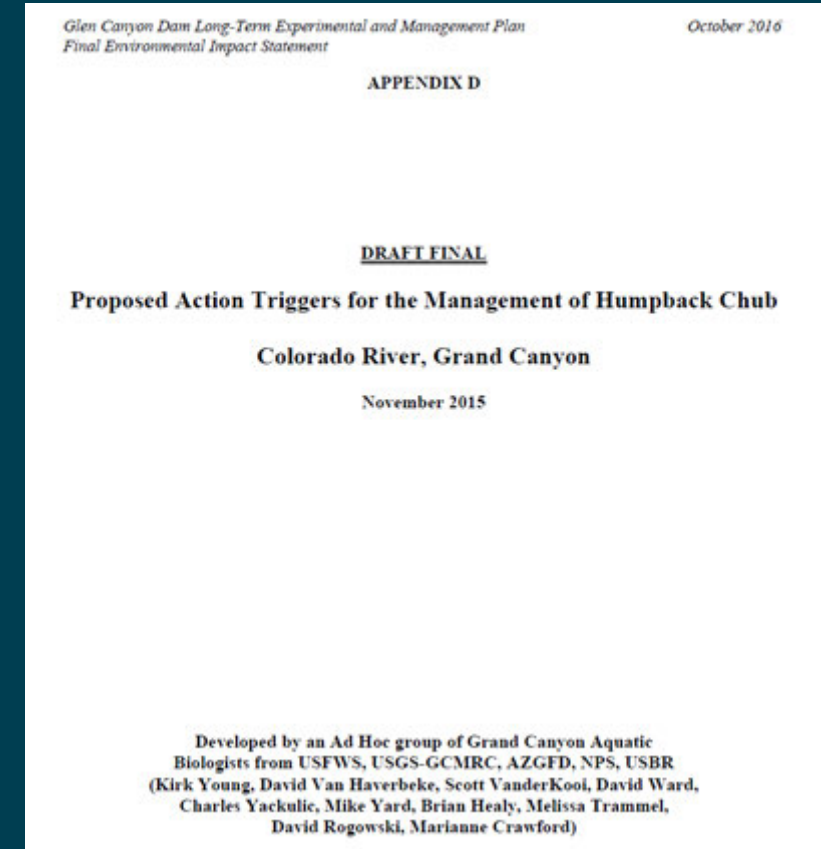 Glen Canyon Dam Long-Term Experimental and Management Plan October 2016
Final Environmental Impact Statement
APPENDIX D
DRAFT FINAL
Proposed Action Triggers for the Management of Humpback Chub
Colorado River, Grand Canyon
November 2015
Developed by an Ad Hoc group of Grand Canyon Aquatic
Biologists from USFWS, USGS-GCMRC, AZGFD, NPS, USBR
(Kirk Young, David Van Haverbeke, Scott VanderKooi, David Ward,
Charles Yackulic, Mike Yard, Brian Healy, Melissa Trammel,
David Rogowski, Marianne Crawford)